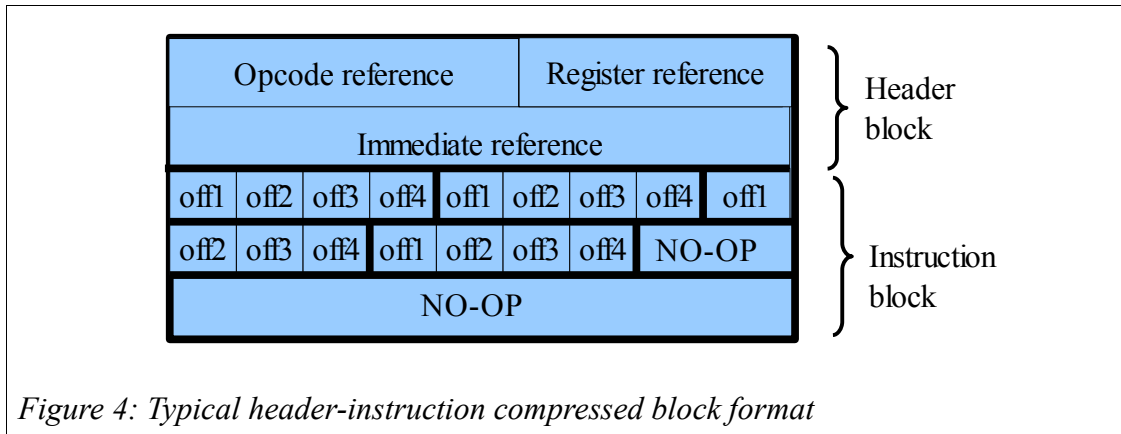 Opcode reference Register reference
Header
block
Immediate reference
off1 off2 off3 off4 off1 off2 off3 off4 off1
off2 off3 off4 off1 off2 off3 off4 NO-OP
Instruction
block
NO-OP
Figure 4: Typical header-instruction compressed block format